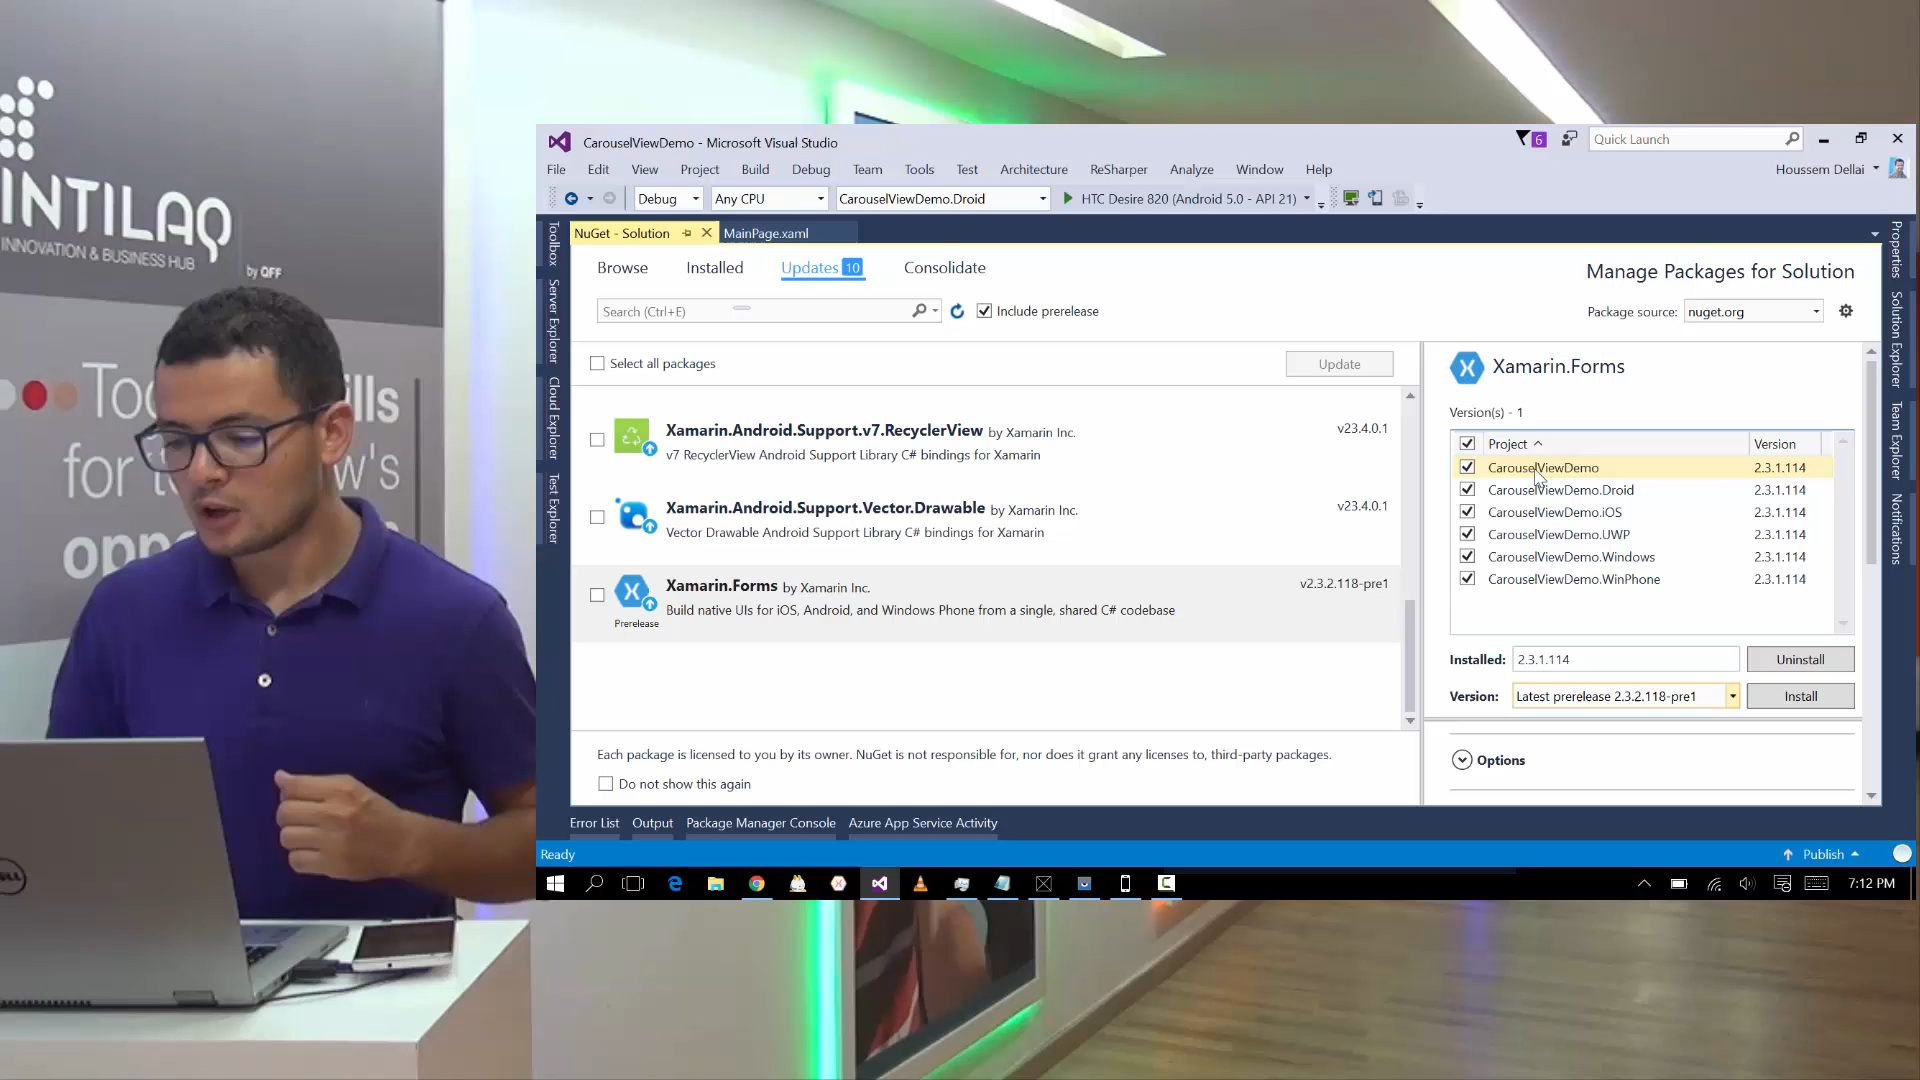 INTILAQ
INNOVATION & BUSINESS HUB
by QFF
for
CarouselViewDemo - Microsoft Visual Studio
6
Quick Launch
File Edit View Project Build Debug Team Tools Test Architecture ReSharper Analyze Window Help
Houssem Dellai
Debug Any CPU CarouselViewDemo.Droid HTC Desire 820 (Android 5.0 - API 21)
NuGet - Solution MainPage.xaml
Toolbox
Server Explorer
Cloud Explorer
Test Explorer
Browse Installed Updates 10 Consolidate
Manage Packages for Solution
Search (Ctrl+E) Include prerelease
Package source: nuget.org
Select all packages Update
Xamarin.Android.Support.v7.RecyclerView by Xamarin Inc. v23.4.0.1
v7 RecyclerView Android Support Library C# bindings for Xamarin
Xamarin.Android.Support.Vector.Drawable by Xamarin Inc. v23.4.0.1
Vector Drawable Android Support Library C# bindings for Xamarin
Xamarin.Forms by Xamarin Inc. v2.3.2.118-pre1
Build native UIs for iOS, Android, and Windows Phone from a single, shared C# codebase
Prerelease
Each package is licensed to you by its owner. NuGet is not responsible for, nor does it grant any licenses to, third-party packages.
Do not show this again
Xamarin.Forms
Version(s) - 1
Project Version
CarouselViewDemo 2.3.1.114
CarouselViewDemo.Droid 2.3.1.114
CarouselViewDemo.iOS 2.3.1.114
CarouselViewDemo.UWP 2.3.1.114
CarouselViewDemo.Windows 2.3.1.114
CarouselViewDemo.WinPhone 2.3.1.114
Installed: 2.3.1.114 Uninstall
Version: Latest prerelease 2.3.2.118-pre1 Install
Options
Properties
Solution Explorer
Team Explorer
Notifications
Error List Output Package Manager Console Azure App Service Activity
Ready Publish
7:12 PM
DELL